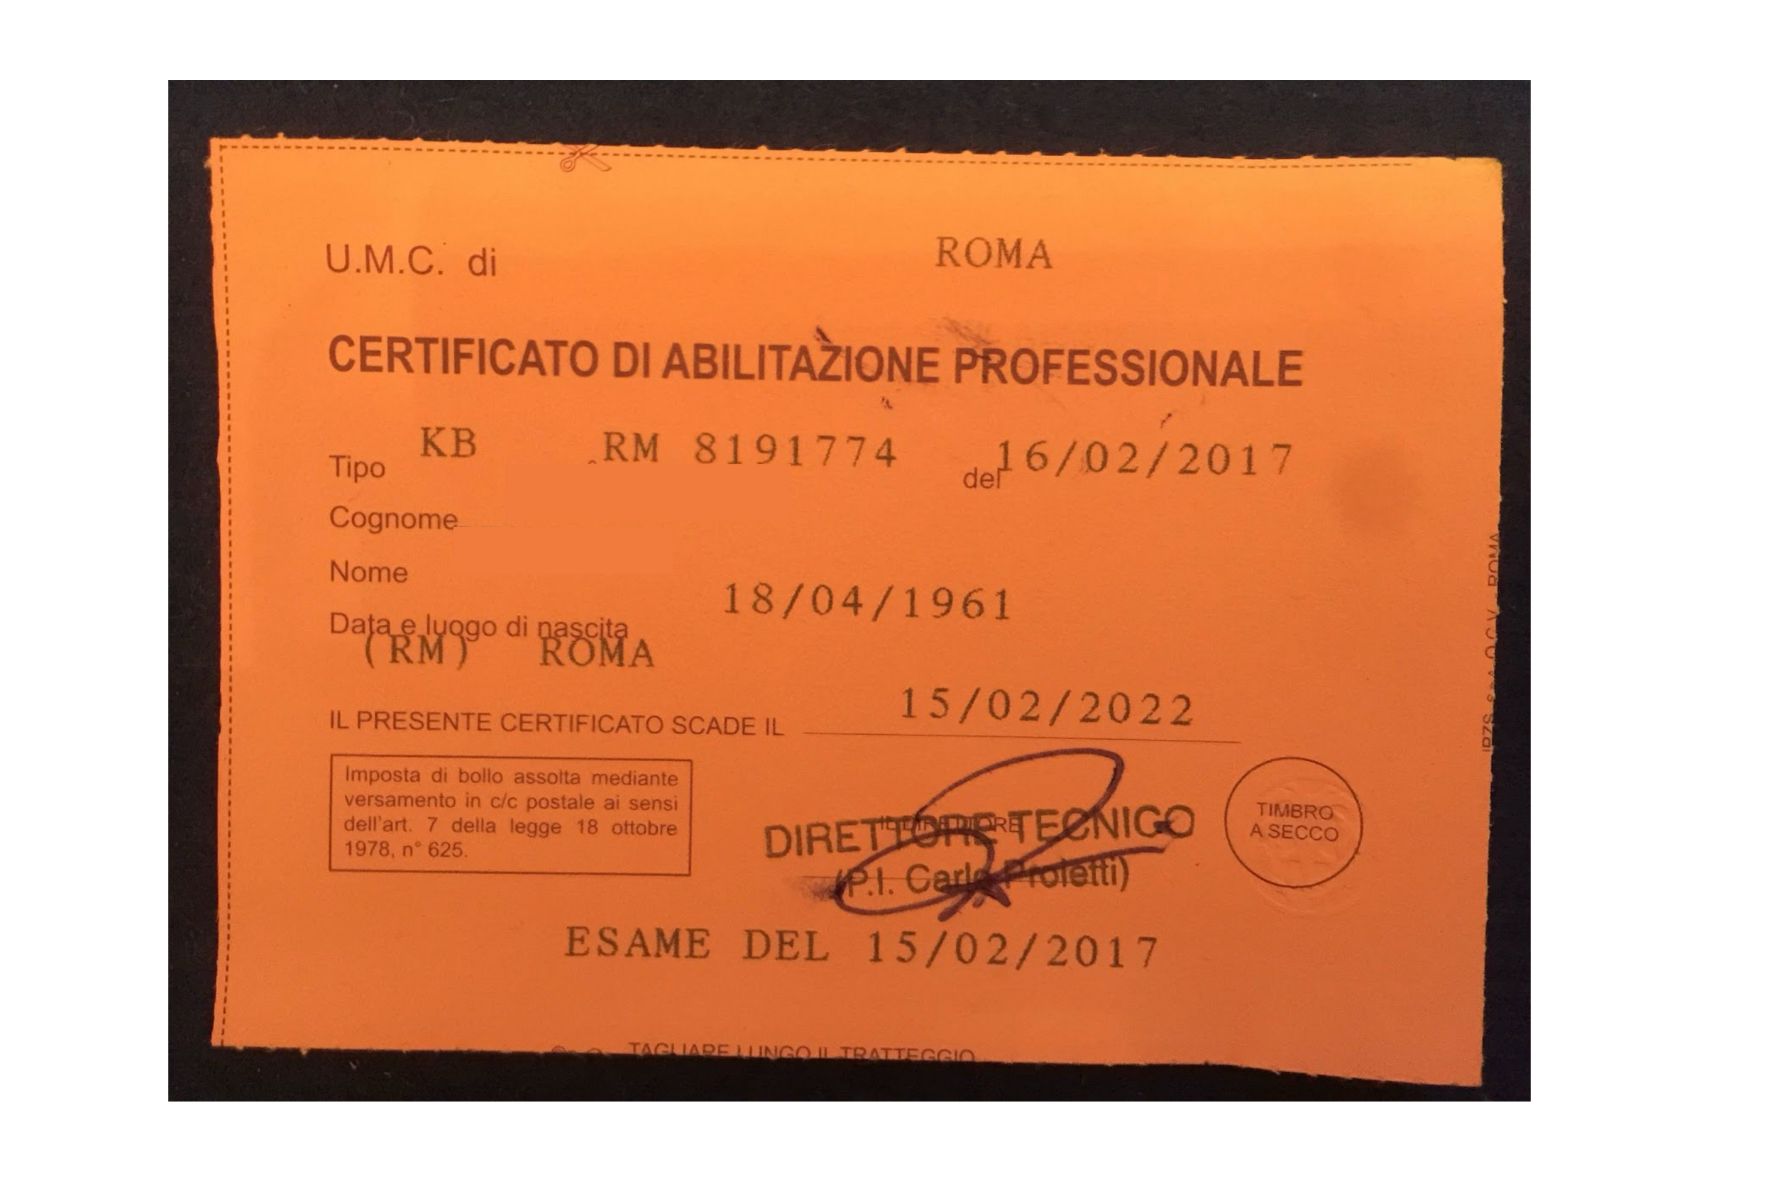 U.M.C. di ROMA
CERTIFICATO DI ABILITAZIONE PROFESSIONALE
Tipo KB RM 8191774 del 16/02/2017
Cognome
Nome
Data e luogo di nascita 18/04/1961
(RM) ROMA
IL PRESENTE CERTIFICATO SCADE IL 15/02/2022
Imposta di bollo assolta mediante
versamento in c/c postale ai sensi
dell'art. 7 della legge 18 ottobre
1978, n° 625.
IL DIRETTORE
DIRETTORE TECNICO
(P.I. Carlo Proietti)
TIMBRO
A SECCO
ESAME DEL 15/02/2017
TAGLIARE LUNGO IL TRATTEGGIO
ROMA